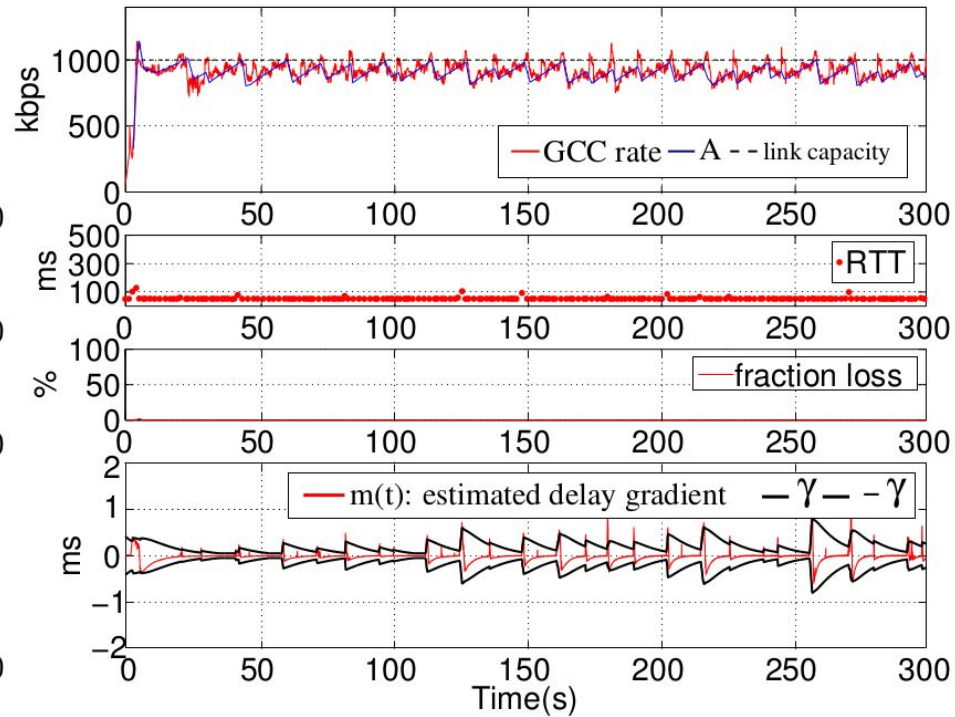 1000
kbps
500
GCC rate A - - link capacity
0
0 50 100 150 200 250 300
500
300
100
ms
RTT
0 50 100 150 200 250 300
100
50
0
%
fraction loss
0 50 100 150 200 250 300
2
1
0
−1
−2
ms
m(t): estimated delay gradient γ − γ
0 50 100 150 200 250 300
Time(s)